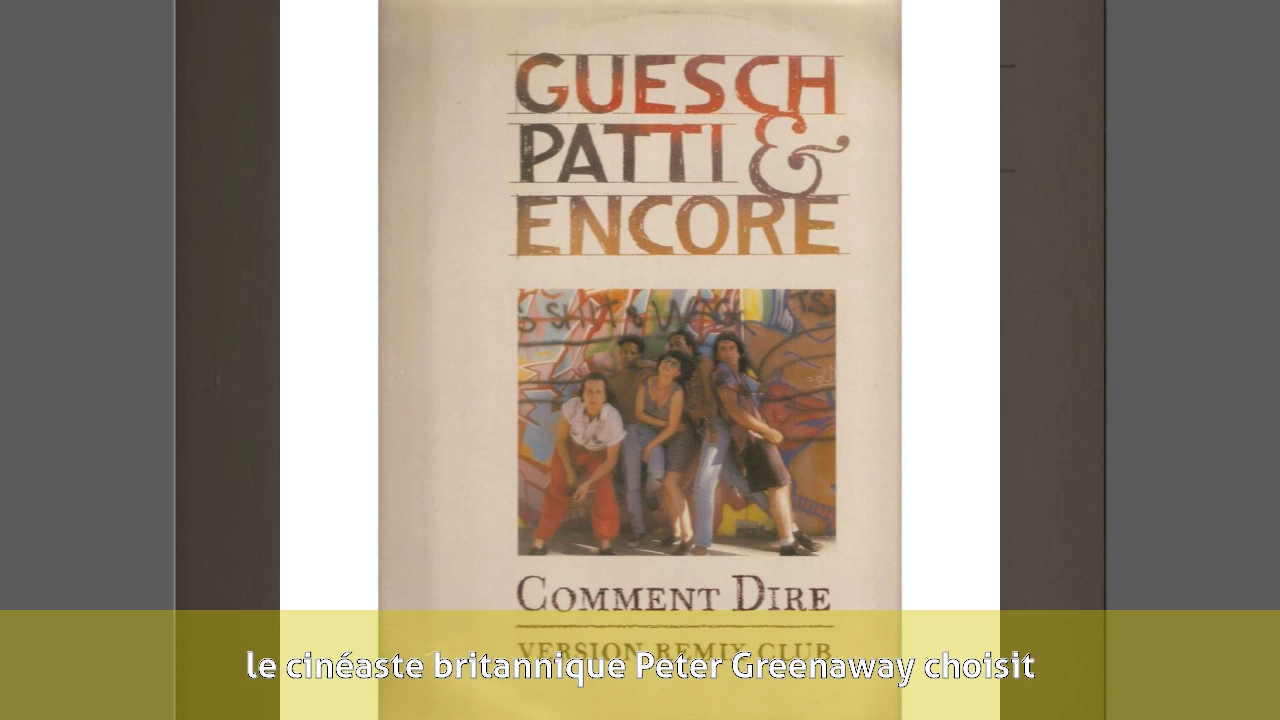 GUESCH
PATTI &
ENCORE
COMMENT DIRE
VERSION REMIX CLUB
le cinéaste britannique Peter Greenaway choisit